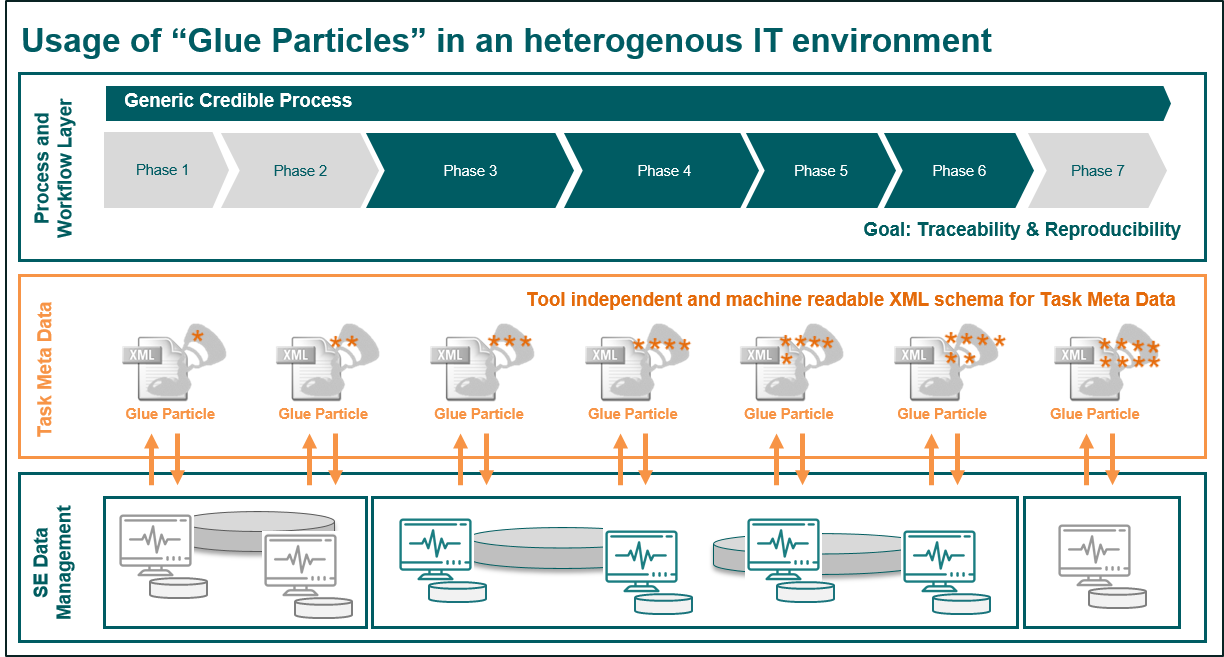 Usage of “Glue Particles” in an heterogenous IT environment
Process and
Workflow Layer
Generic Credible Process
Phase 1
Phase 2
Phase 3
Phase 4
Phase 5
Phase 6
Phase 7
Goal: Traceability & Reproducibility
Task Meta Data
Tool independent and machine readable XML schema for Task Meta Data
XML
*
Glue Particle
XML
**
Glue Particle
XML
***
Glue Particle
XML
****
Glue Particle
XML
****
*
Glue Particle
XML
****
**
Glue Particle
XML
****
****
Glue Particle
SE Data
Management